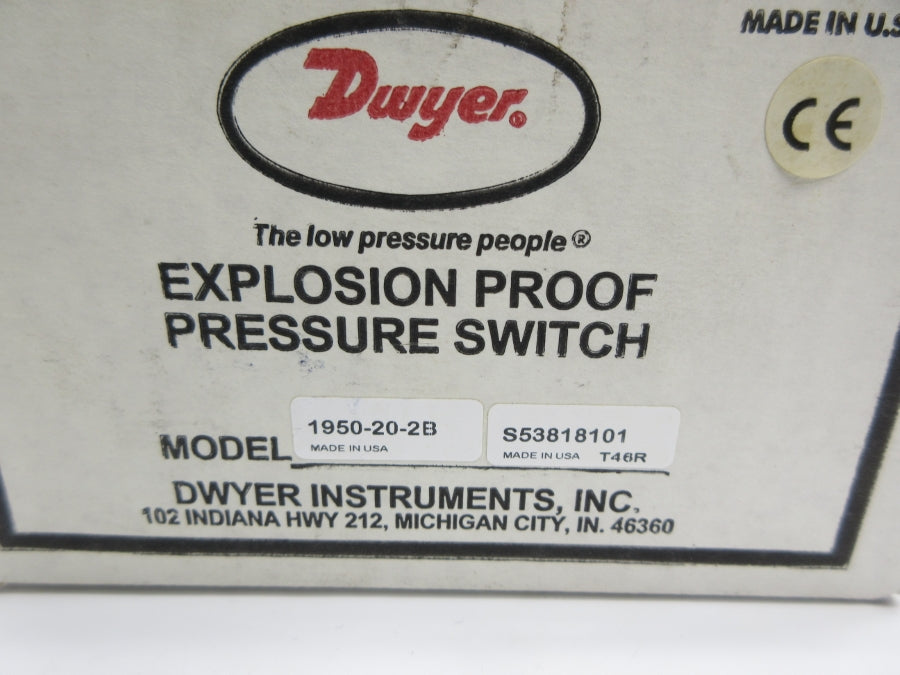 MADE IN U.S
Dwyer®
CE
The low pressure people®
EXPLOSION PROOF
PRESSURE SWITCH
MODEL 1950-20-2B S53818101
MADE IN USA MADE IN USA T46R
DWYER INSTRUMENTS, INC.
102 INDIANA HWY 212, MICHIGAN CITY, IN. 46360